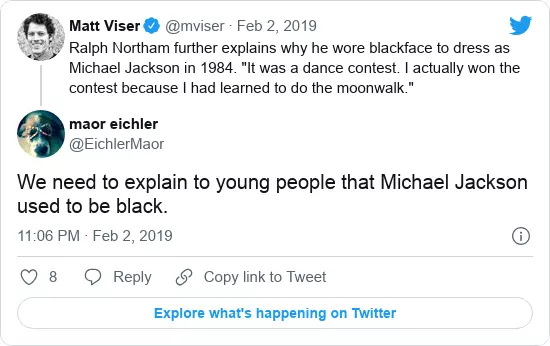 Matt Viser @mviser · Feb 2, 2019
Ralph Northam further explains why he wore blackface to dress as
Michael Jackson in 1984. "It was a dance contest. I actually won the
contest because I had learned to do the moonwalk."
maor eichler
@EichlerMaor
We need to explain to young people that Michael Jackson
used to be black.
11:06 PM · Feb 2, 2019
8 Reply Copy link to Tweet
Explore what's happening on Twitter